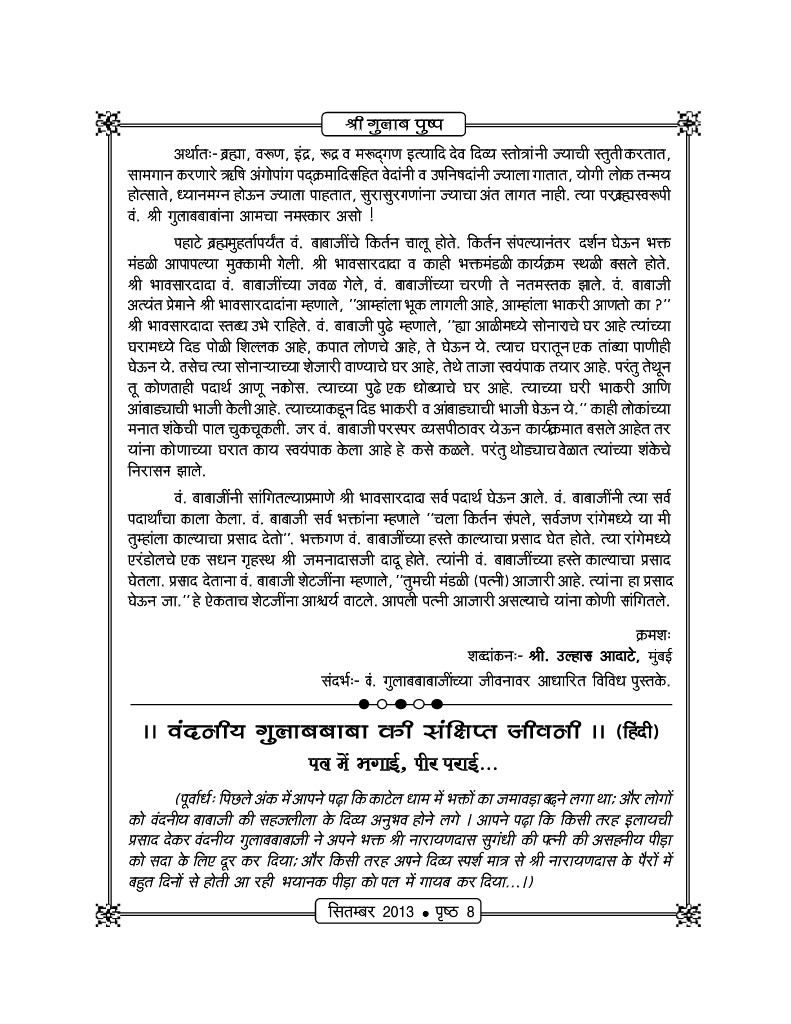 श्री गुलाब पुष्प
अर्थातः- ब्रह्मा, वरूण, इंद्र, रूद्र व मरूद्गण इत्यादि देव दिव्य स्तोत्रांनी ज्याची स्तुती करतात,
सामगान करणारे ऋषि अंगोपांग पद्क्रमादिसहित वेदांनी व उपनिषदांनी ज्याला गातात, योगी लोक तन्मय
होत्साते, ध्यानमग्न होऊन ज्याला पाहतात, सुरासुरगणांना ज्याचा अंत लागत नाही. त्या परब्रह्मस्वरूपी
वं. श्री गुलाबबाबांना आमचा नमस्कार असो !
पहाटे ब्रह्ममुहर्तापर्यंत वं. बाबाजींचे किर्तन चालू होते. किर्तन संपल्यानंतर दर्शन घेऊन भक्त
मंडळी आपापल्या मुक्कामी गेली. श्री भावसारदादा व काही भक्तमंडळी कार्यक्रम स्थळी बसले होते.
श्री भावसारदादा वं. बाबाजींच्या जवळ गेले, वं. बाबाजींच्या चरणी ते नतमस्तक झाले. वं. बाबाजी
अत्यंत प्रेमाने श्री भावसारदादांना म्हणाले, ''आम्हांला भूक लागली आहे, आम्हांला भाकरी आणतो का ?''
श्री भावसारदादा स्तब्ध उभे राहिले. वं. बाबाजी पुढे म्हणाले, ''ह्या आळीमध्ये सोनाराचे घर आहे त्यांच्या
घरामध्ये दिड पोळी शिल्लक आहे, कपात लोणचे आहे, ते घेऊन ये. त्याच घरातून एक तांब्या पाणीही
घेऊन ये. तसेच त्या सोनाऱ्याच्या शेजारी वाण्याचे घर आहे, तेथे ताजा स्वयंपाक तयार आहे. परंतु तेथून
तू कोणताही पदार्थ आणू नकोस. त्याच्या पुढे एक धोब्याचे घर आहे. त्याच्या घरी भाकरी आणि
आंबाड्याची भाजी केली आहे. त्याच्याकडून दिड भाकरी व आंबाड्याची भाजी घेऊन ये.'' काही लोकांच्या
मनात शंकेची पाल चुकचूकली. जर वं. बाबाजी परस्पर व्यसपीठावर येऊन कार्यक्रमात बसले आहेत तर
यांना कोणाच्या घरात काय स्वयंपाक केला आहे हे कसे कळले. परंतु थोड्याच वेळात त्यांच्या शंकेचे
निरासन झाले.
वं. बाबाजींनी सांगितल्याप्रमाणे श्री भावसारदादा सर्व पदार्थ घेऊन आले. वं. बाबाजींनी त्या सर्व
पदार्थांचा काला केला. वं. बाबाजी सर्व भक्तांना म्हणाले ''चला किर्तन संपले, सर्वजण रांगेमध्ये या मी
तुम्हांला काल्याचा प्रसाद देतो''. भक्तगण वं. बाबाजींच्या हस्ते काल्याचा प्रसाद घेत होते. त्या रांगेमध्ये
एरंडोलचे एक सधन गृहस्थ श्री जमनादासजी दादू होते. त्यांनी वं. बाबाजींच्या हस्ते काल्याचा प्रसाद
घेतला. प्रसाद देताना वं. बाबाजी शेटजींना म्हणाले, ''तुमची मंडळी (पत्नी) आजारी आहे. त्यांना हा प्रसाद
घेऊन जा.'' हे ऐकताच शेटजींना आश्चर्य वाटले. आपली पत्नी आजारी असल्याचे यांना कोणी सांगितले.
क्रमशः
शब्दांकनः- श्री. उल्हास आदाटे, मुंबई
संदर्भः- वं. गुलाबबाबाजींच्या जीवनावर आधारित विविध पुस्तके.
।। वंदनीय गुलाबबाबा की संक्षिप्त जीवनी ।। (हिंदी)
पल में भगाई, पीर पराई...
(पूर्वार्धः पिछले अंक में आपने पढ़ा कि काटेल धाम में भक्तों का जमावड़ा बढ़ने लगा था; और लोगों
को वंदनीय बाबाजी की सहजलीला के दिव्य अनुभव होने लगे । आपने पढ़ा कि किसी तरह इलायची
प्रसाद देकर वंदनीय गुलाबबाबाजी ने अपने भक्त श्री नारायणदास सुगंधी की पत्नी की असहनीय पीड़ा
को सदा के लिए दूर कर दिया; और किसी तरह अपने दिव्य स्पर्श मात्र से श्री नारायणदास के पैरों में
बहुत दिनों से होती आ रही भयानक पीड़ा को पल में गायब कर दिया...।)
सितम्बर 2013 ● पृष्ठ 8